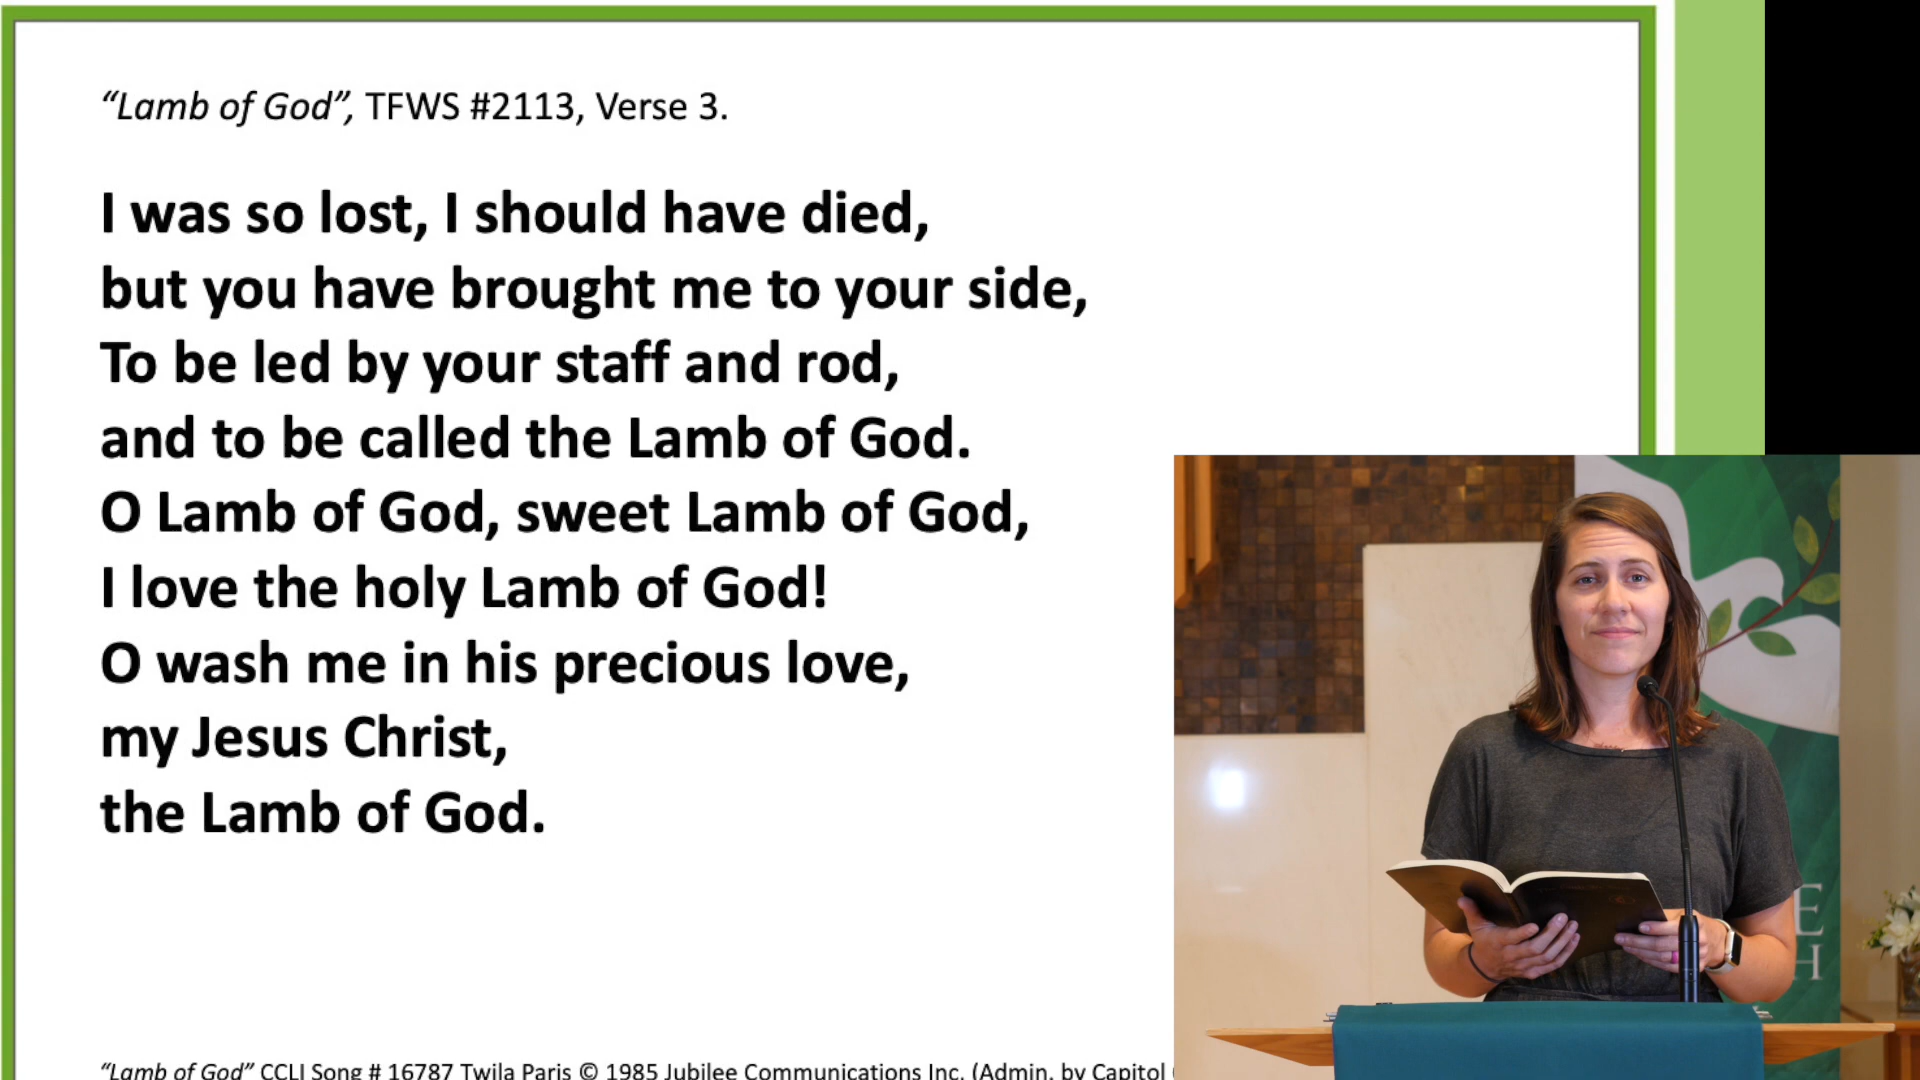 “Lamb of God”, TFWS #2113, Verse 3.
I was so lost, I should have died,
but you have brought me to your side,
To be led by your staff and rod,
and to be called the Lamb of God.
O Lamb of God, sweet Lamb of God,
I love the holy Lamb of God!
O wash me in his precious love,
my Jesus Christ,
the Lamb of God.
“Lamb of God” CCLI Song # 16787 Twila Paris © 1985 Jubilee Communications Inc. (Admin. by Capitol
E
H